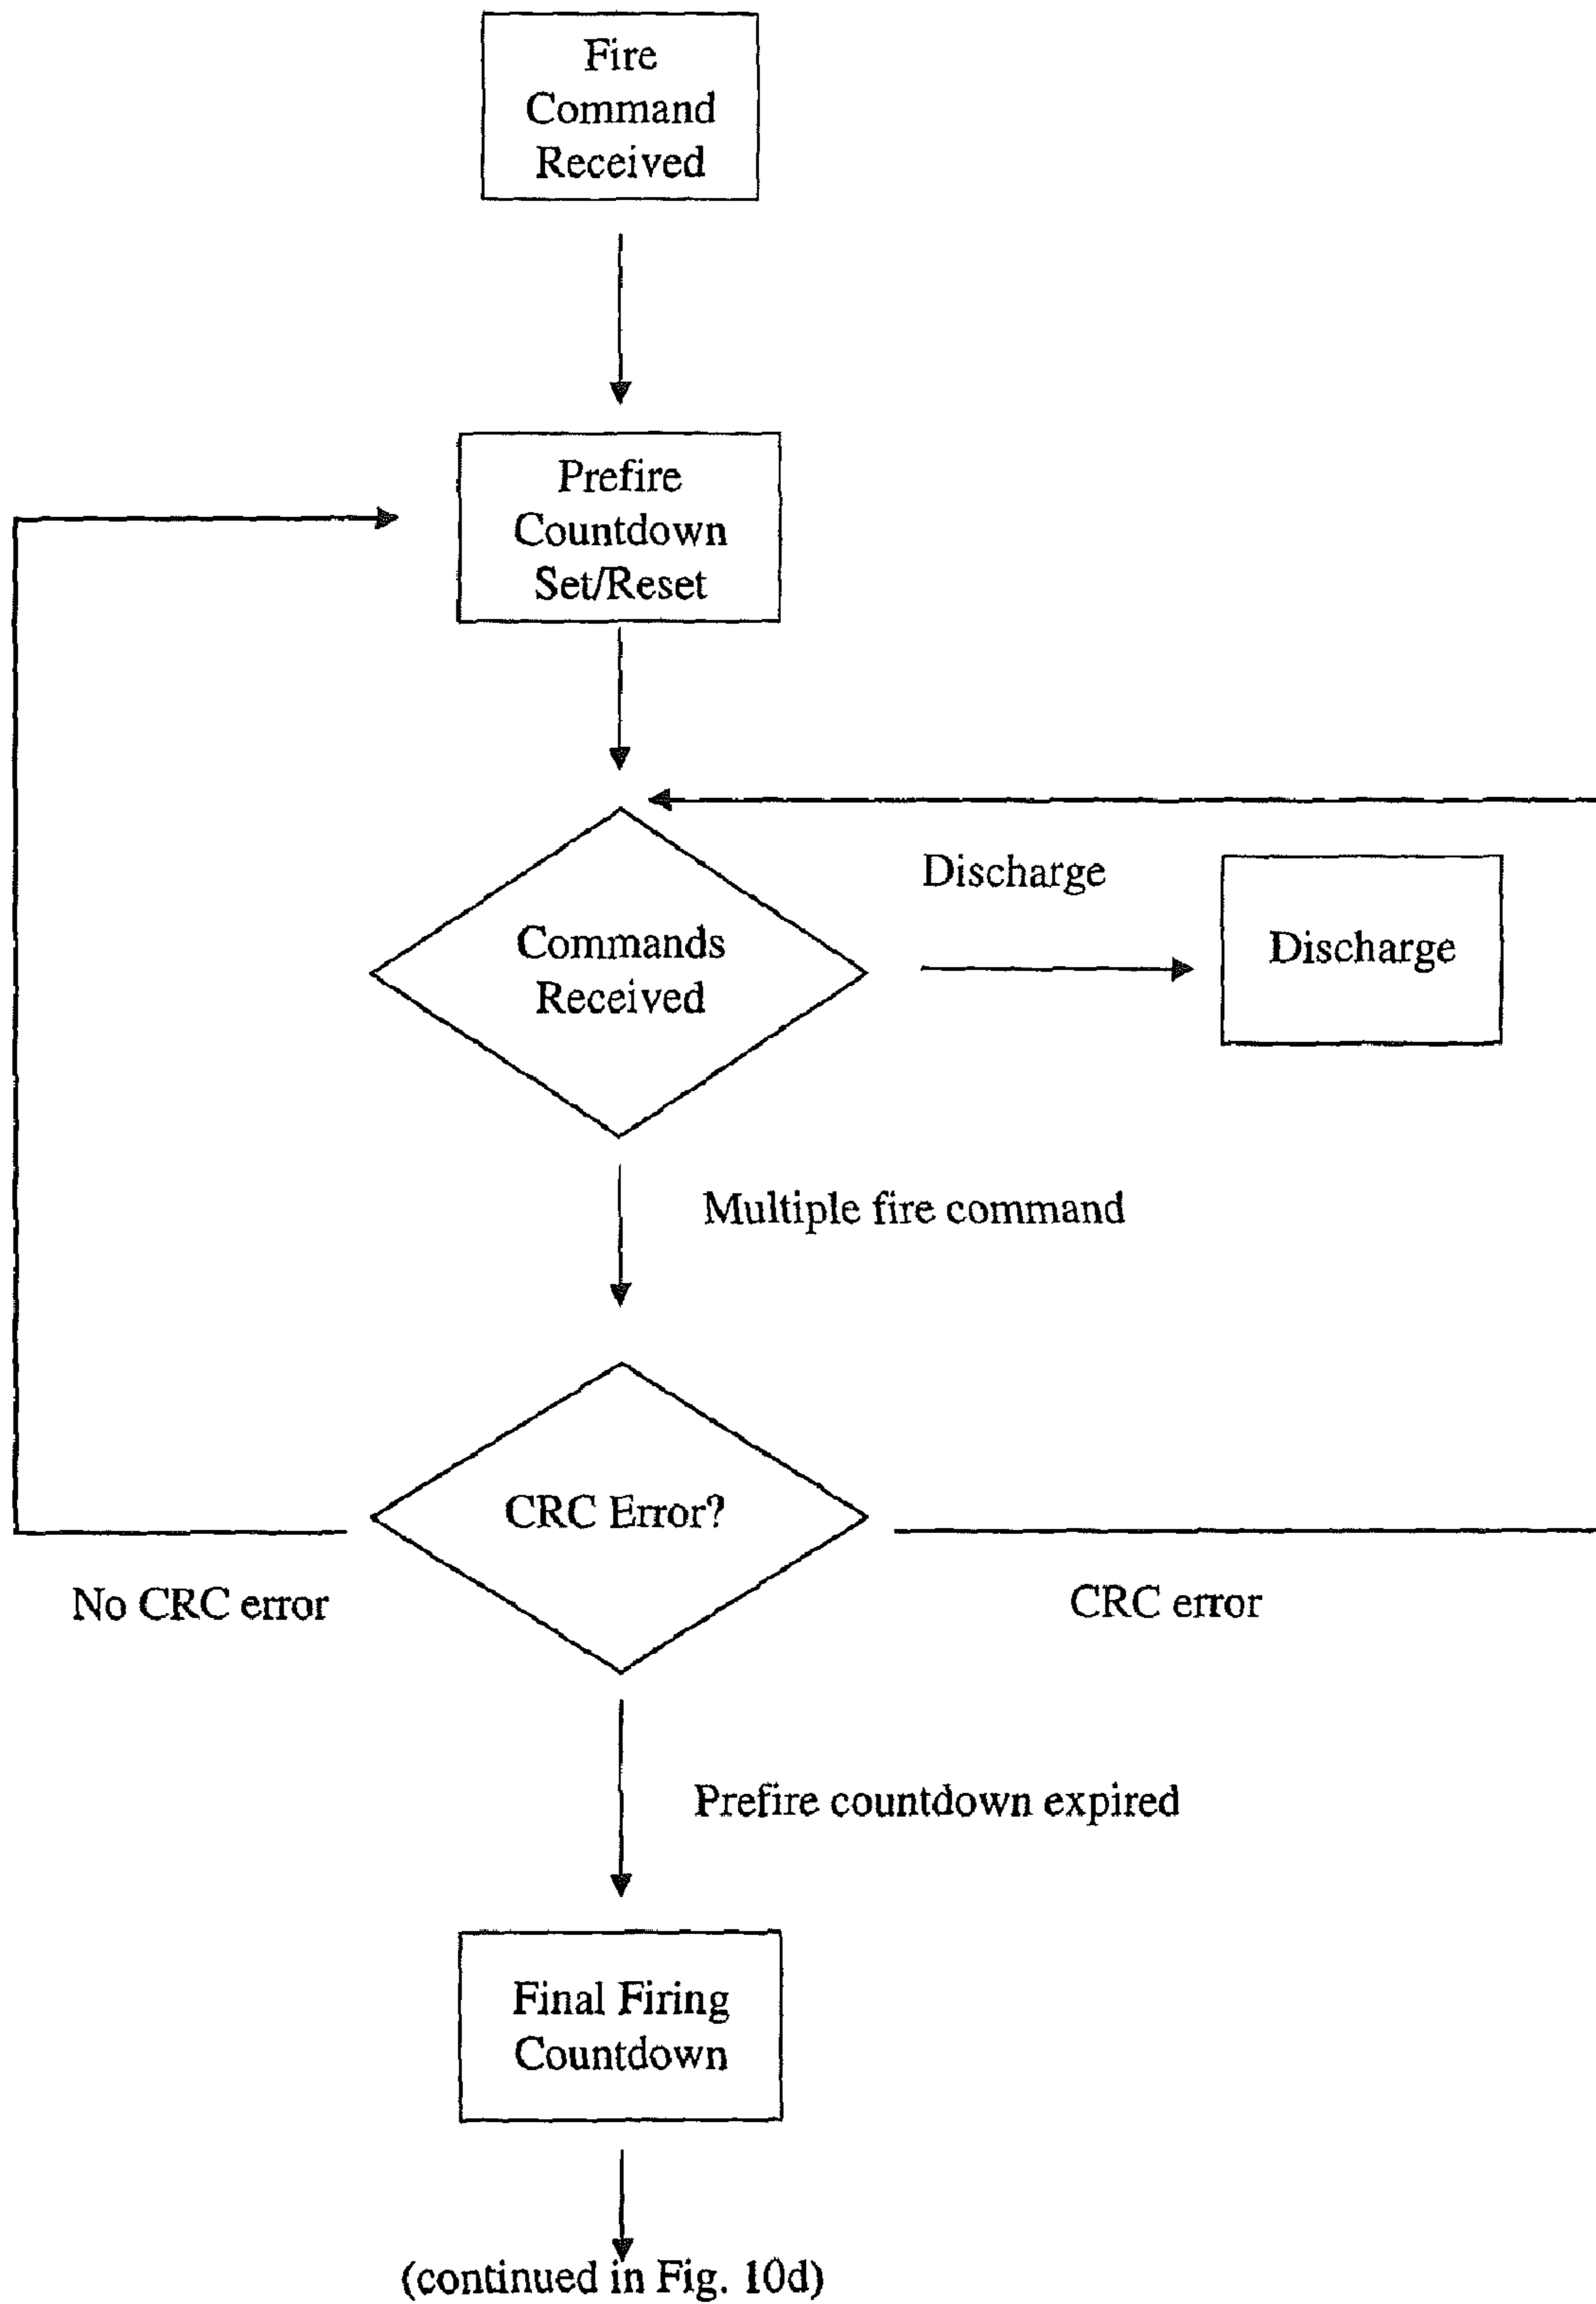 Fire
Command
Received
Prefire
Countdown
Set/Reset
Discharge
Discharge
Commands
Received
Multiple fire command
CRC Error?
No CRC error
CRC error
Prefire countdown expired
Final Firing
Countdown
(continued in Fig. 10d)